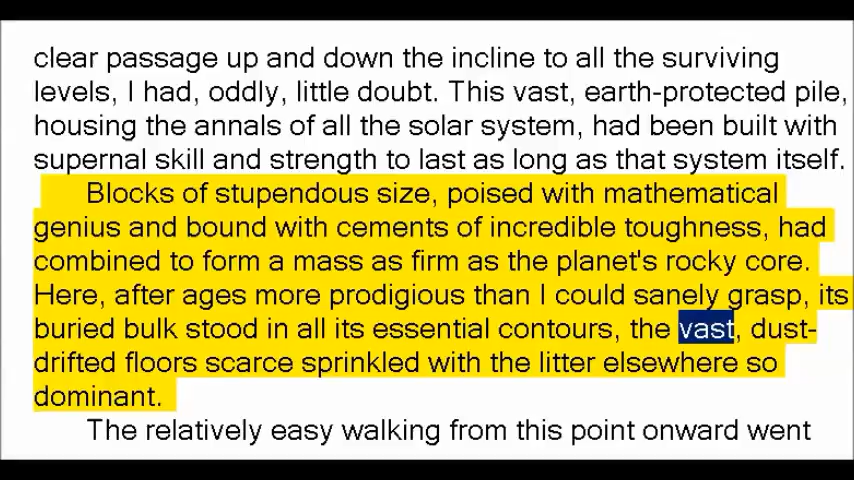 clear passage up and down the incline to all the surviving
levels, I had, oddly, little doubt. This vast, earth-protected pile,
housing the annals of all the solar system, had been built with
supernal skill and strength to last as long as that system itself.
Blocks of stupendous size, poised with mathematical
genius and bound with cements of incredible toughness, had
combined to form a mass as firm as the planet's rocky core.
Here, after ages more prodigious than I could sanely grasp, its
buried bulk stood in all its essential contours, the vast, dust-
drifted floors scarce sprinkled with the litter elsewhere so
dominant.
The relatively easy walking from this point onward went